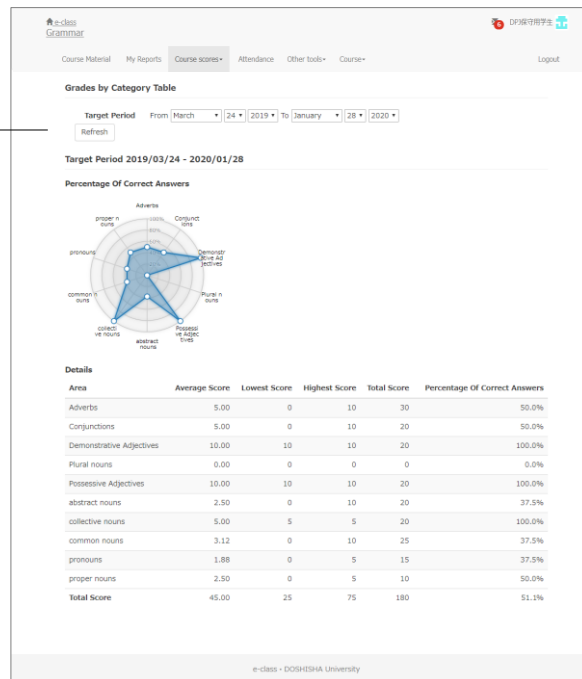 e-class
Grammar
6 DFJ保守用学生
Course Material My Reports Course scores Attendance Other tools Course Logout
Grades by Category Table
Target Period From March 24 2019 To January 28 2020
Refresh
Target Period 2019/03/24 - 2020/01/28
Percentage Of Correct Answers
Adverbs
proper n
ouns
100%
80%
Conjunct
ions
pronouns
Demonstr
ative Ad
jectives
common n
ouns
Plural n
ouns
collecti
ve nouns
abstract
nouns
Possessi
ve Adjec
tives
Details
Area Average Score Lowest Score Highest Score Total Score Percentage Of Correct Answers
Adverbs 5.00 0 10 30 50.0%
Conjunctions 5.00 0 10 20 50.0%
Demonstrative Adjectives 10.00 10 10 20 100.0%
Plural nouns 0.00 0 0 0 0.0%
Possessive Adjectives 10.00 10 10 20 100.0%
abstract nouns 2.50 0 10 20 37.5%
collective nouns 5.00 5 5 20 100.0%
common nouns 3.12 0 10 25 37.5%
pronouns 1.88 0 5 15 37.5%
proper nouns 2.50 0 5 10 50.0%
Total Score 45.00 25 75 180 51.1%
e-class - DOSHISHA University